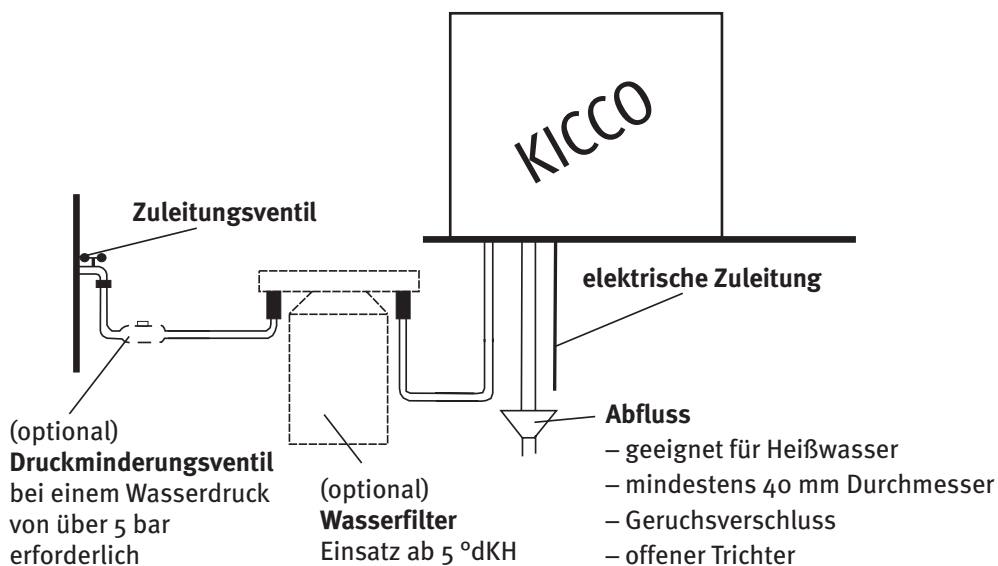 KICCO
Zuleitungsventil
elektrische Zuleitung
(optional)
Druckminderungsventil
bei einem Wasserdruck
von über 5 bar
erforderlich
(optional)
Wasserfilter
Einsatz ab 5 °dKH
Abfluss
– geeignet für Heißwasser
– mindestens 40 mm Durchmesser
– Geruchsverschluss
– offener Trichter